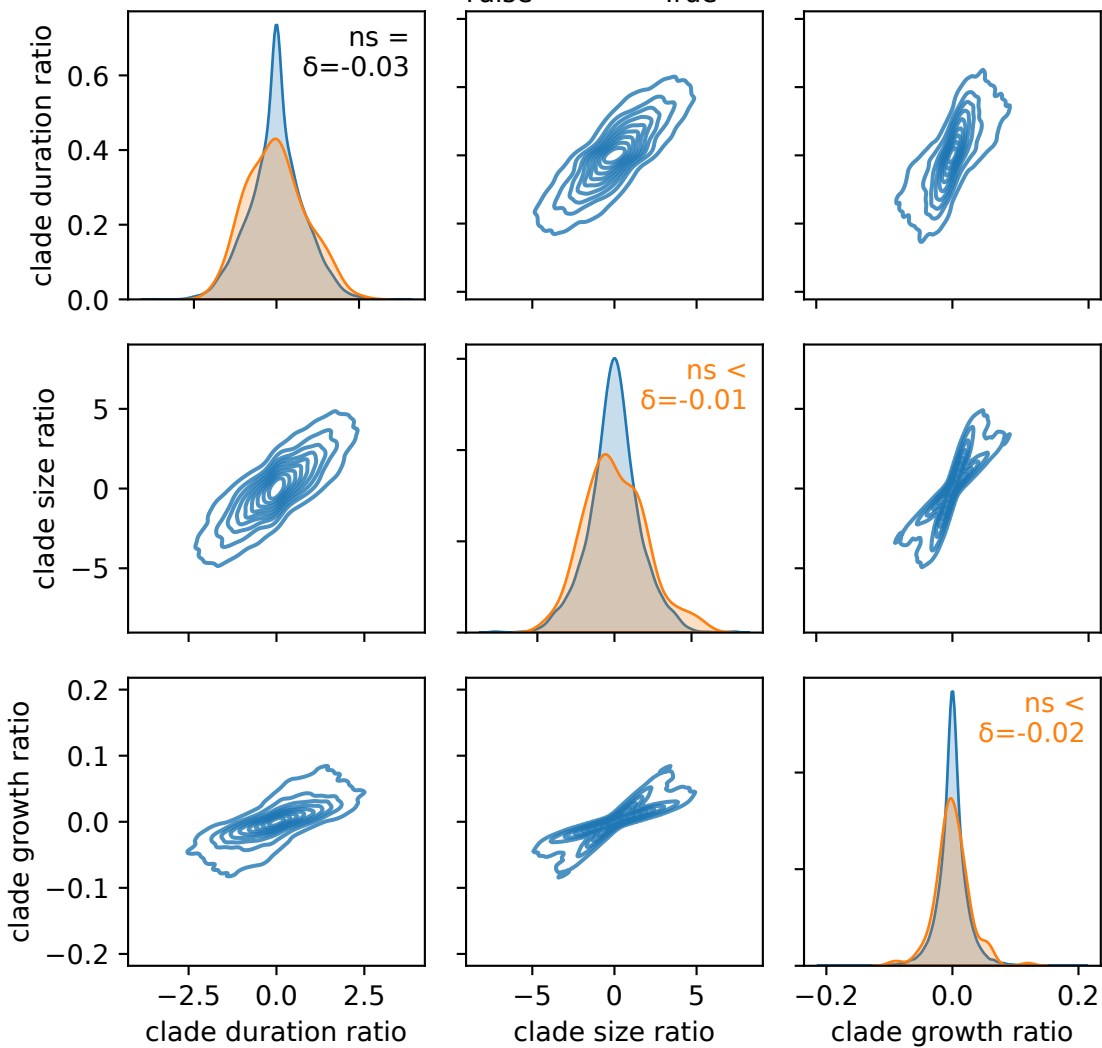 clade duration ratio
0.6
0.4
0.2
0.0
ns =
δ=-0.03
clade size ratio
5
0
−5
ns <
δ=-0.01
clade growth ratio
0.2
0.1
0.0
−0.1
−0.2
ns <
δ=-0.02
−2.5 0.0 2.5
−5 0 5
−0.2 0.0 0.2
clade duration ratio
clade size ratio
clade growth ratio